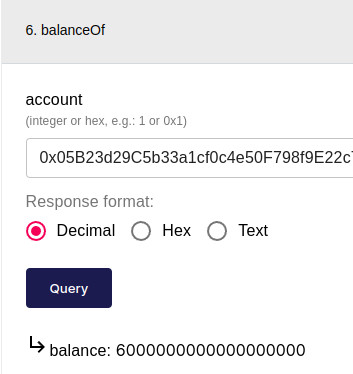 6. balanceOf
account
(integer or hex, e.g.: 1 or 0x1)
0x05B23d29C5b33a1cf0c4e50F798f9E22c
Response format:
Decimal Hex Text
Query
balance: 6000000000000000000